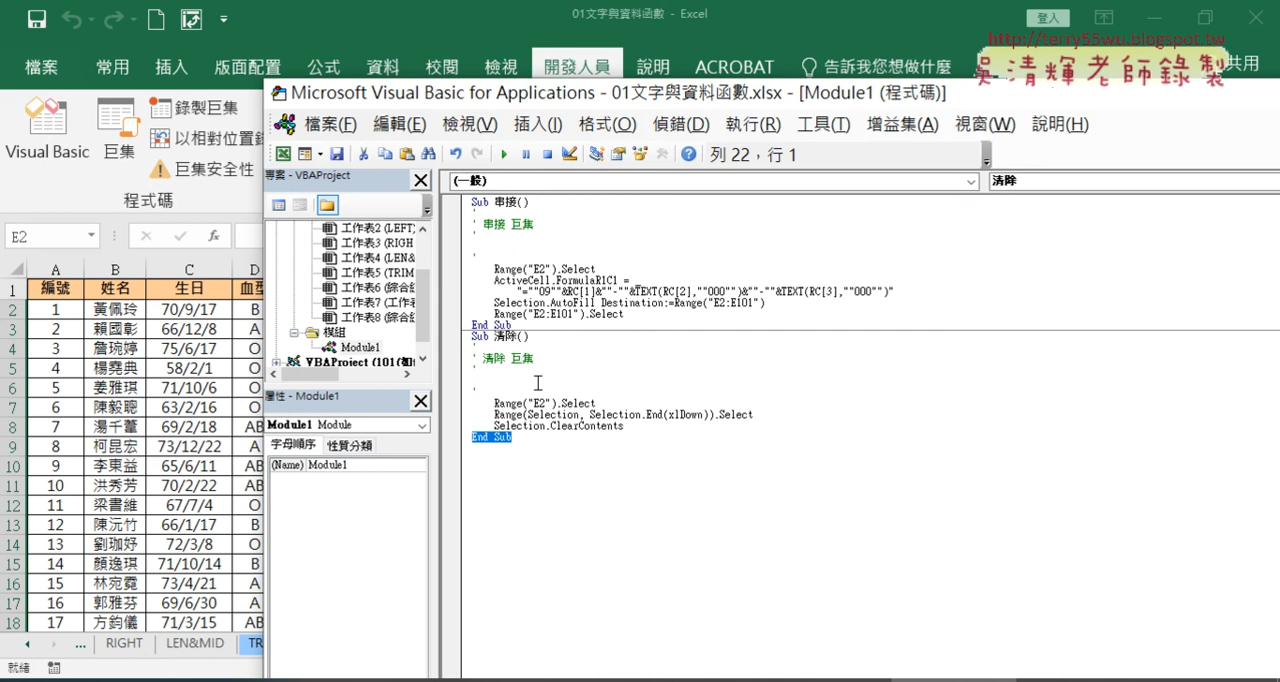 01文字與資料函數 - Excel
登入
http://terry55wu.blogspot.tw
吳清輝老師錄製
檔案 常用 插入 版面配置 公式 資料 校閱 檢視 開發人員 說明 ACROBAT 告訴我您想做什麼 共用
Visual Basic
巨集
錄製巨集
以相對位置錄
巨集安全性
程式碼
Microsoft Visual Basic for Applications - 01文字與資料函數.xlsx - [Module1 (程式碼)]
檔案(F) 編輯(E) 檢視(V) 插入(I) 格式(O) 偵錯(D) 執行(R) 工具(T) 增益集(A) 視窗(W) 說明(H)
列 22，行 1
專案 - VBAProject
工作表2 (LEFT)
工作表3 (RIGH
工作表4 (LEN&
工作表5 (TRIM
工作表6 (綜合
工作表7 (工作
工作表8 (綜合
模組
Module1
屬性 - Module1
Module1 Module
字母順序 性質分類
(Name) Module1
(一般) 清除
Sub 串接()
'
' 串接 巨集
'
'
Range("E2").Select
ActiveCell.FormulaR1C1 = _
"=""09""&RC[1]&""-""&TEXT(RC[2],""000"")&""-""&TEXT(RC[3],""000"")"
Selection.AutoFill Destination:=Range("E2:E101")
Range("E2:E101").Select
End Sub
Sub 清除()
'
' 清除 巨集
'
'
Range("E2").Select
Range(Selection, Selection.End(xlDown)).Select
Selection.ClearContents
End Sub
E2
fx
A B C D
1 編號 姓名 生日 血型
2 1 黃佩玲 70/9/17 B
3 2 賴國彰 66/12/8 A
4 3 詹琬婷 75/6/17 O
5 4 楊堯典 58/2/1 O
6 5 姜雅琪 71/10/6 O
7 6 陳毅聰 63/2/16 O
8 7 湯千薰 69/2/18 AB
9 8 柯昆宏 73/12/22 A
10 9 李東益 65/6/11 AB
11 10 洪秀芳 70/2/22 AB
12 11 梁書維 67/7/4 O
13 12 陳沅竹 66/1/17 B
14 13 劉珈妤 72/3/8 O
15 14 顏逸琪 71/10/14 B
16 15 林宛霓 73/4/21 A
17 16 郭雅芬 69/6/30 A
18 17 方鈞儀 71/3/15 AB
... RIGHT LEN&MID TR
就緒